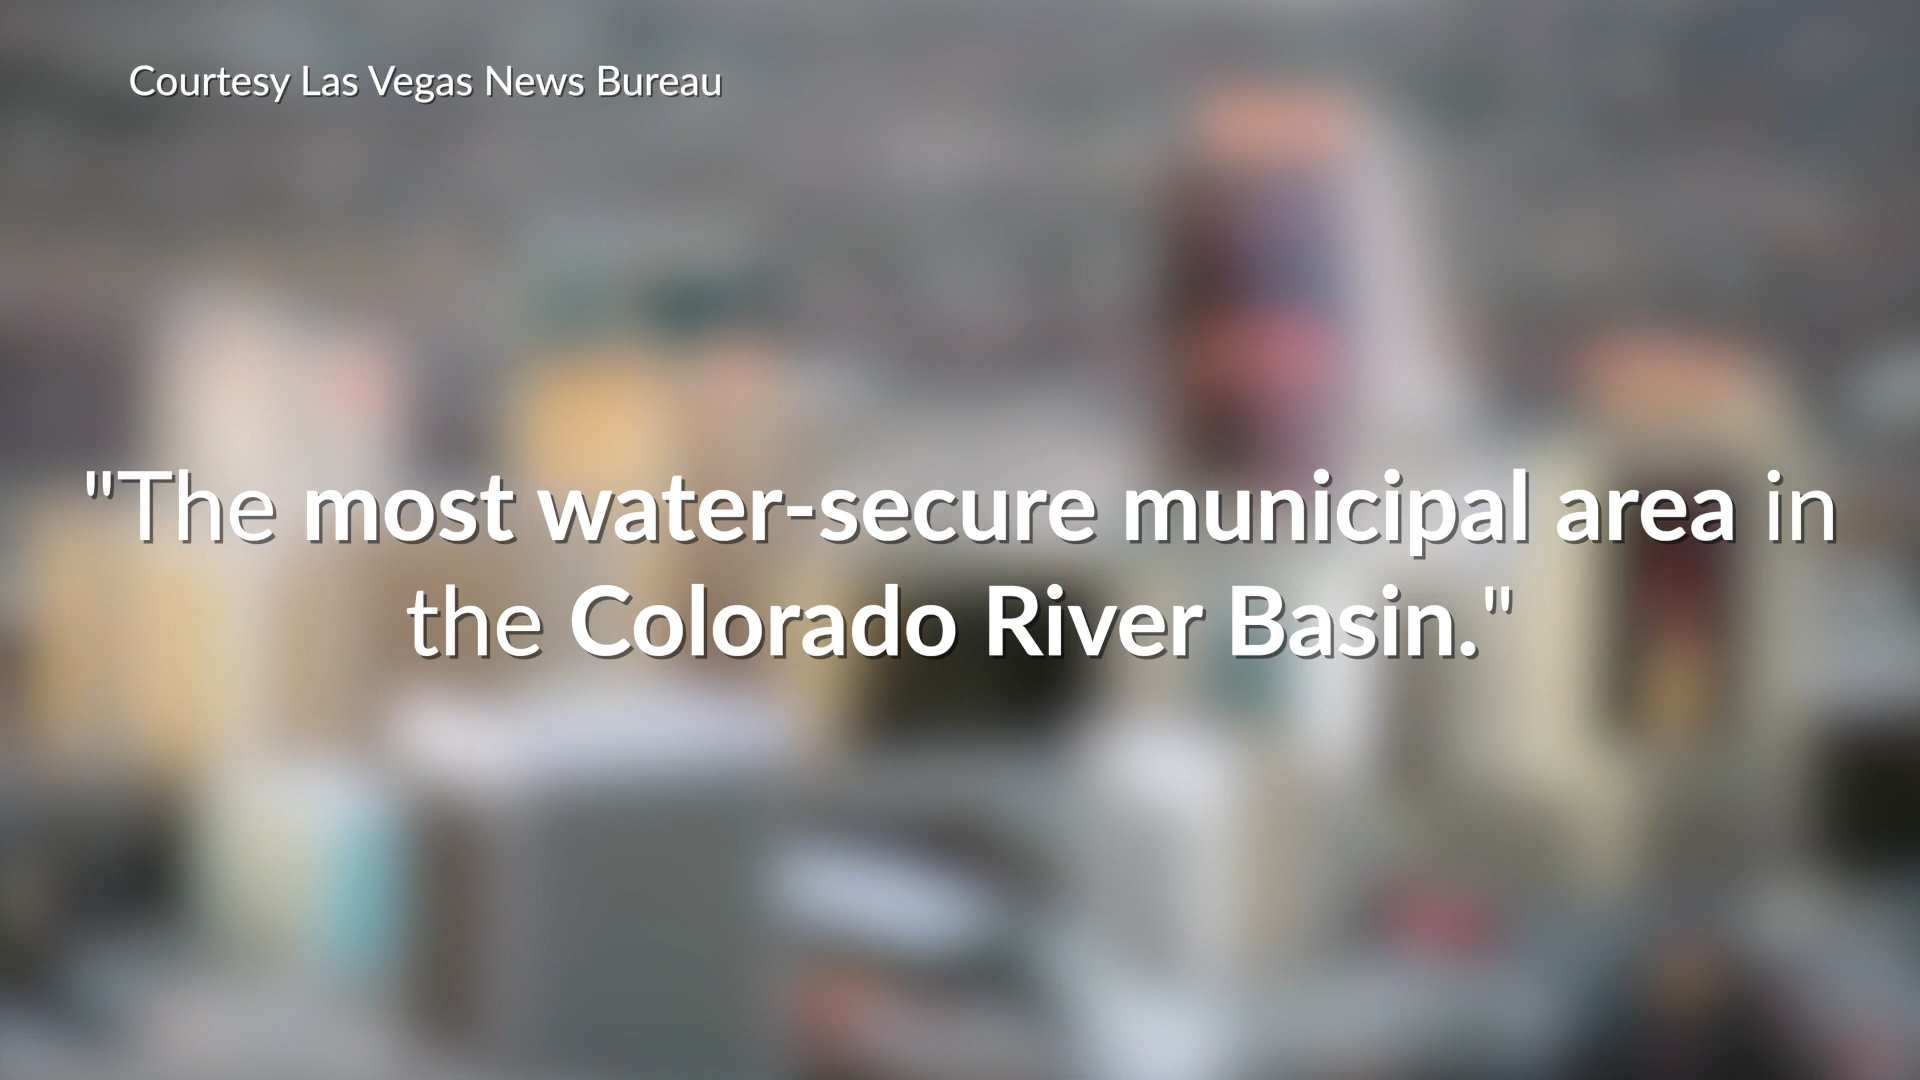 Courtesy Las Vegas News Bureau
"The most water-secure municipal area in
the Colorado River Basin."